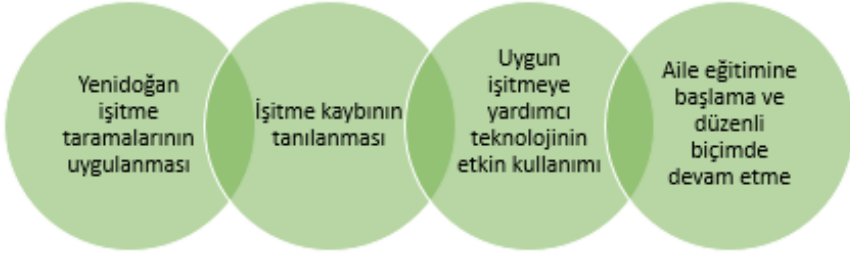 Yenidoğan
işitme
taramalarının
uygulanması
İşitme kaybının
tanılanması
Uygun
işitmeye
yardımcı
teknolojinin
etkin kullanımı
Aile eğitimine
başlama ve
düzenli
biçimde
devam etme